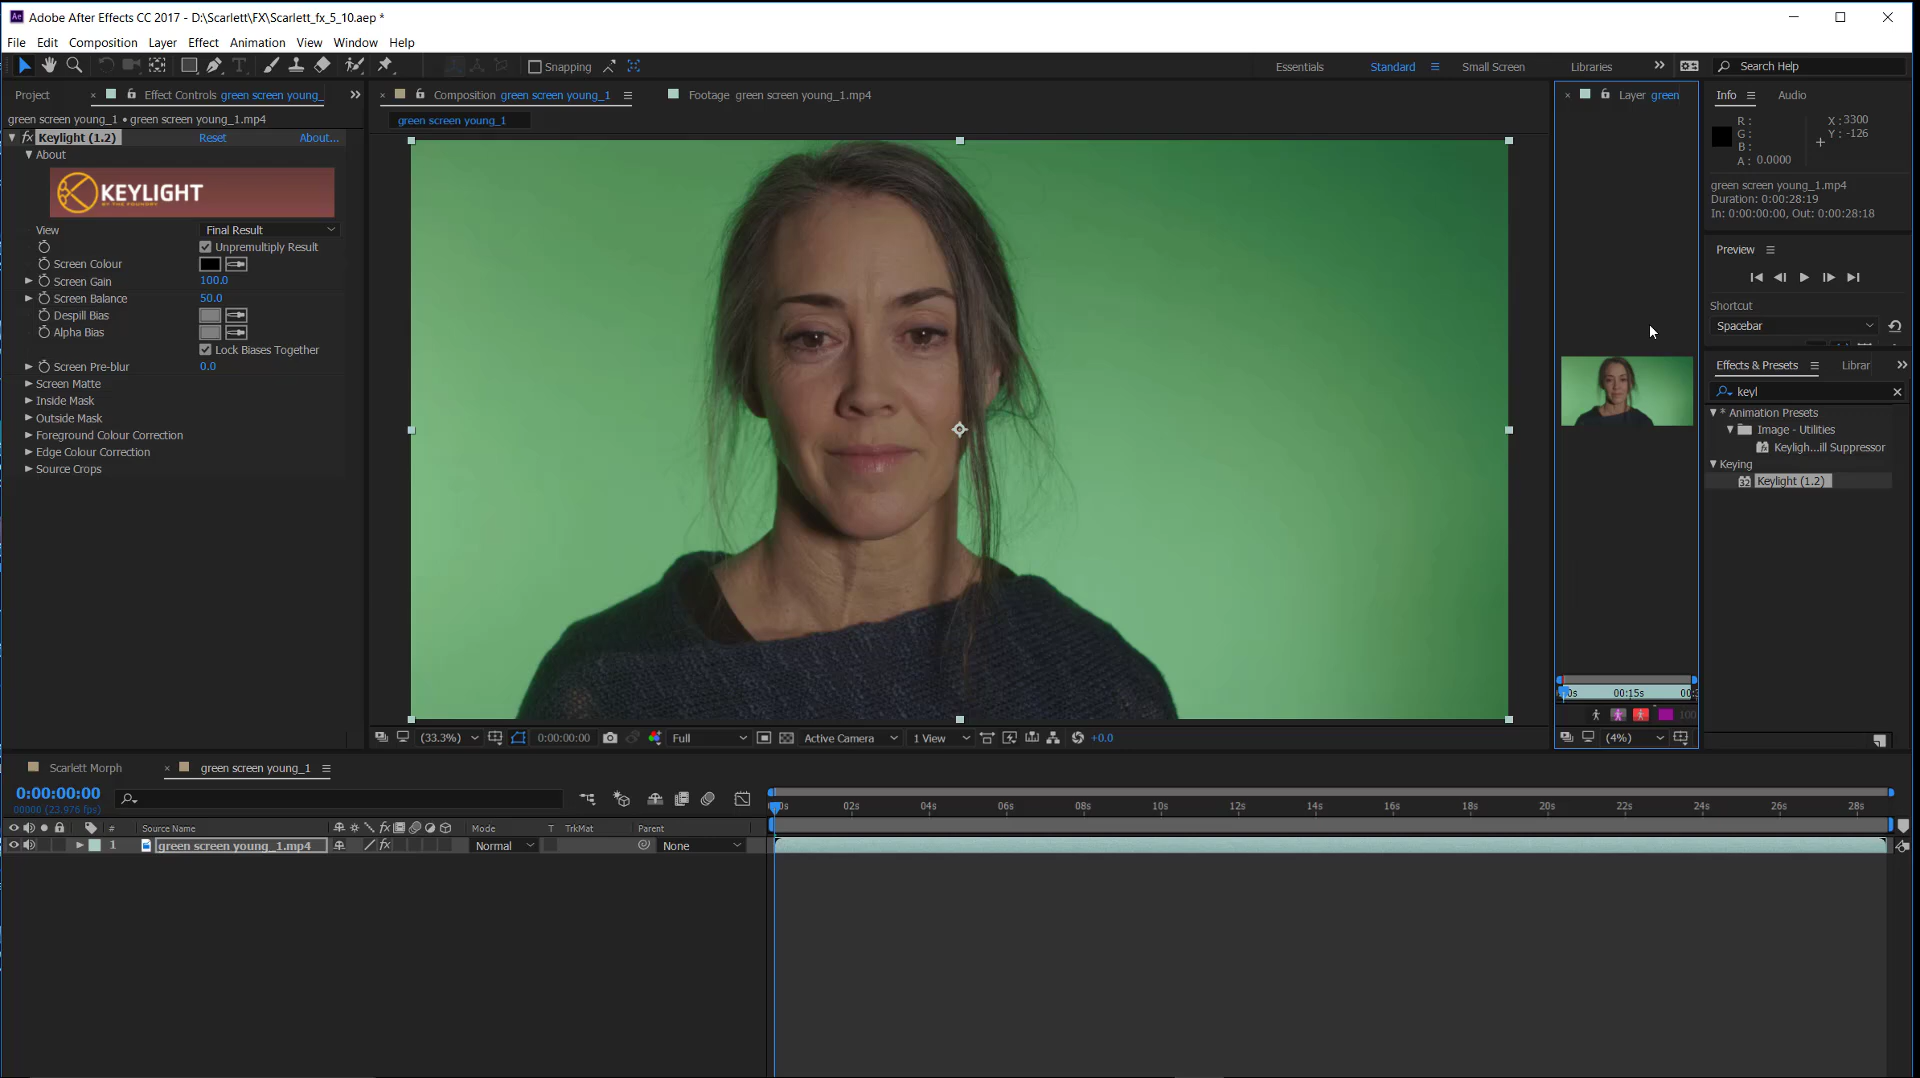 Adobe After Effects CC 2017 - D:\Scarlett\FX\Scarlett_fx_5_10.aep *
File Edit Composition Layer Effect Animation View Window Help
Snapping
Essentials Standard Small Screen Libraries Search Help
Project Effect Controls green screen young_
green screen young_1 • green screen young_1.mp4
Keylight (1.2) Reset About...
About
KEYLIGHT
BY THE FOUNDRY
View Final Result
Unpremultiply Result
Screen Colour
Screen Gain 100.0
Screen Balance 50.0
Despill Bias
Alpha Bias
Lock Biases Together
Screen Pre-blur 0.0
Screen Matte
Inside Mask
Outside Mask
Foreground Colour Correction
Edge Colour Correction
Source Crops
Composition green screen young_1
Footage green screen young_1.mp4
green screen young_1
(33.3%) 0:00:00:00 Full Active Camera 1 View +0.0
Layer green
00:15s
100
(4%)
Info Audio
R: X: 3300
G: Y: -126
B:
A: 0.0000
green screen young_1.mp4
Duration: 0:00:28:19
In: 0:00:00:00, Out: 0:00:28:18
Preview
Shortcut
Spacebar
Effects & Presets Librar
keyl
* Animation Presets
Image - Utilities
Keyligh...ill Suppressor
Keying
Keylight (1.2)
Scarlett Morph green screen young_1
0:00:00:00
00000 (23.976 fps)
# Source Name Mode T TrkMat Parent
1 green screen young_1.mp4 Normal None
02s 04s 06s 08s 10s 12s 14s 16s 18s 20s 22s 24s 26s 28s